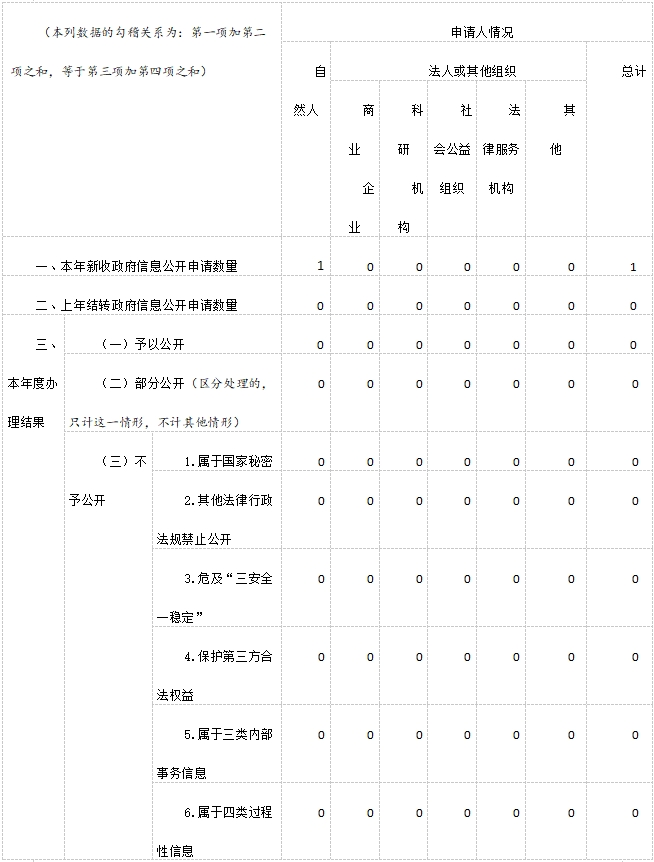 （本列数据的勾稽关系为：第一项加第二
项之和，等于第三项加第四项之和）
申请人情况
自
然人
法人或其他组织
总计
商
业
企
业
科
研
机
构
社
会公益
组织
法
律服务
机构
其
他
一、本年新收政府信息公开申请数量 1 0 0 0 0 0 1
二、上年结转政府信息公开申请数量 0 0 0 0 0 0 0
三、
本年度办
理结果
（一）予以公开 0 0 0 0 0 0 0
（二）部分公开（区分处理的， 0 0 0 0 0 0 0
只计这一情形，不计其他情形）
（三）不
予公开
1.属于国家秘密 0 0 0 0 0 0 0
2.其他法律行政 0 0 0 0 0 0 0
法规禁止公开
3.危及“三安全 0 0 0 0 0 0 0
一稳定”
4.保护第三方合 0 0 0 0 0 0 0
法权益
5.属于三类内部 0 0 0 0 0 0 0
事务信息
6.属于四类过程 0 0 0 0 0 0 0
性信息